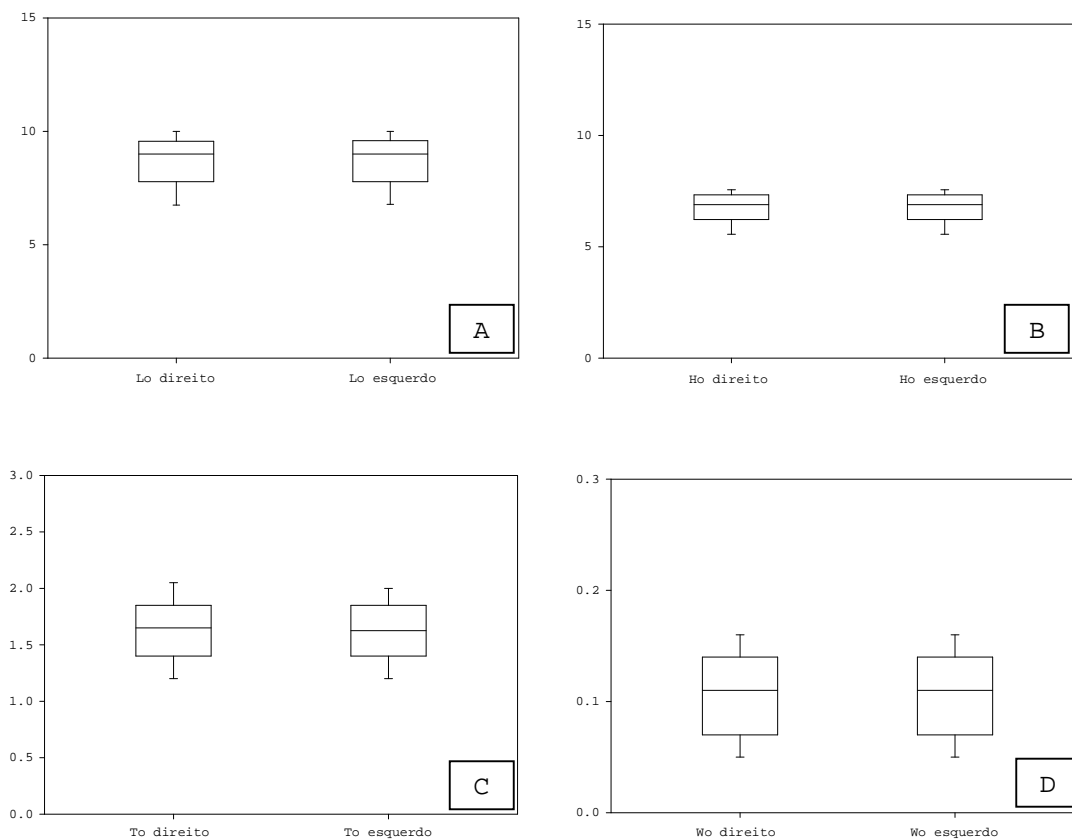 15
10
5
0
Lo direito Lo esquerdo
A
15
10
5
0
Ho direito Ho esquerdo
B
3.0
2.5
2.0
1.5
1.0
0.5
0.0
To direito To esquerdo
C
0.3
0.2
0.1
0.0
Wo direito Wo esquerdo
D